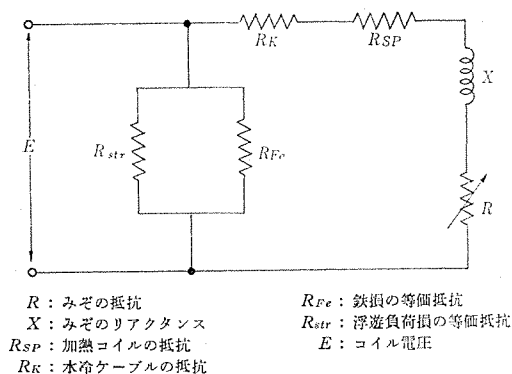 R_K
R_SP
X
E
R_str
R_Fe
R
R : みぞの抵抗
X : みぞのリアクタンス
R_SP : 加熱コイルの抵抗
R_K : 水冷ケーブルの抵抗
R_Fe : 鉄損の等価抵抗
R_str : 浮遊負荷損の等価抵抗
E : コイル電圧